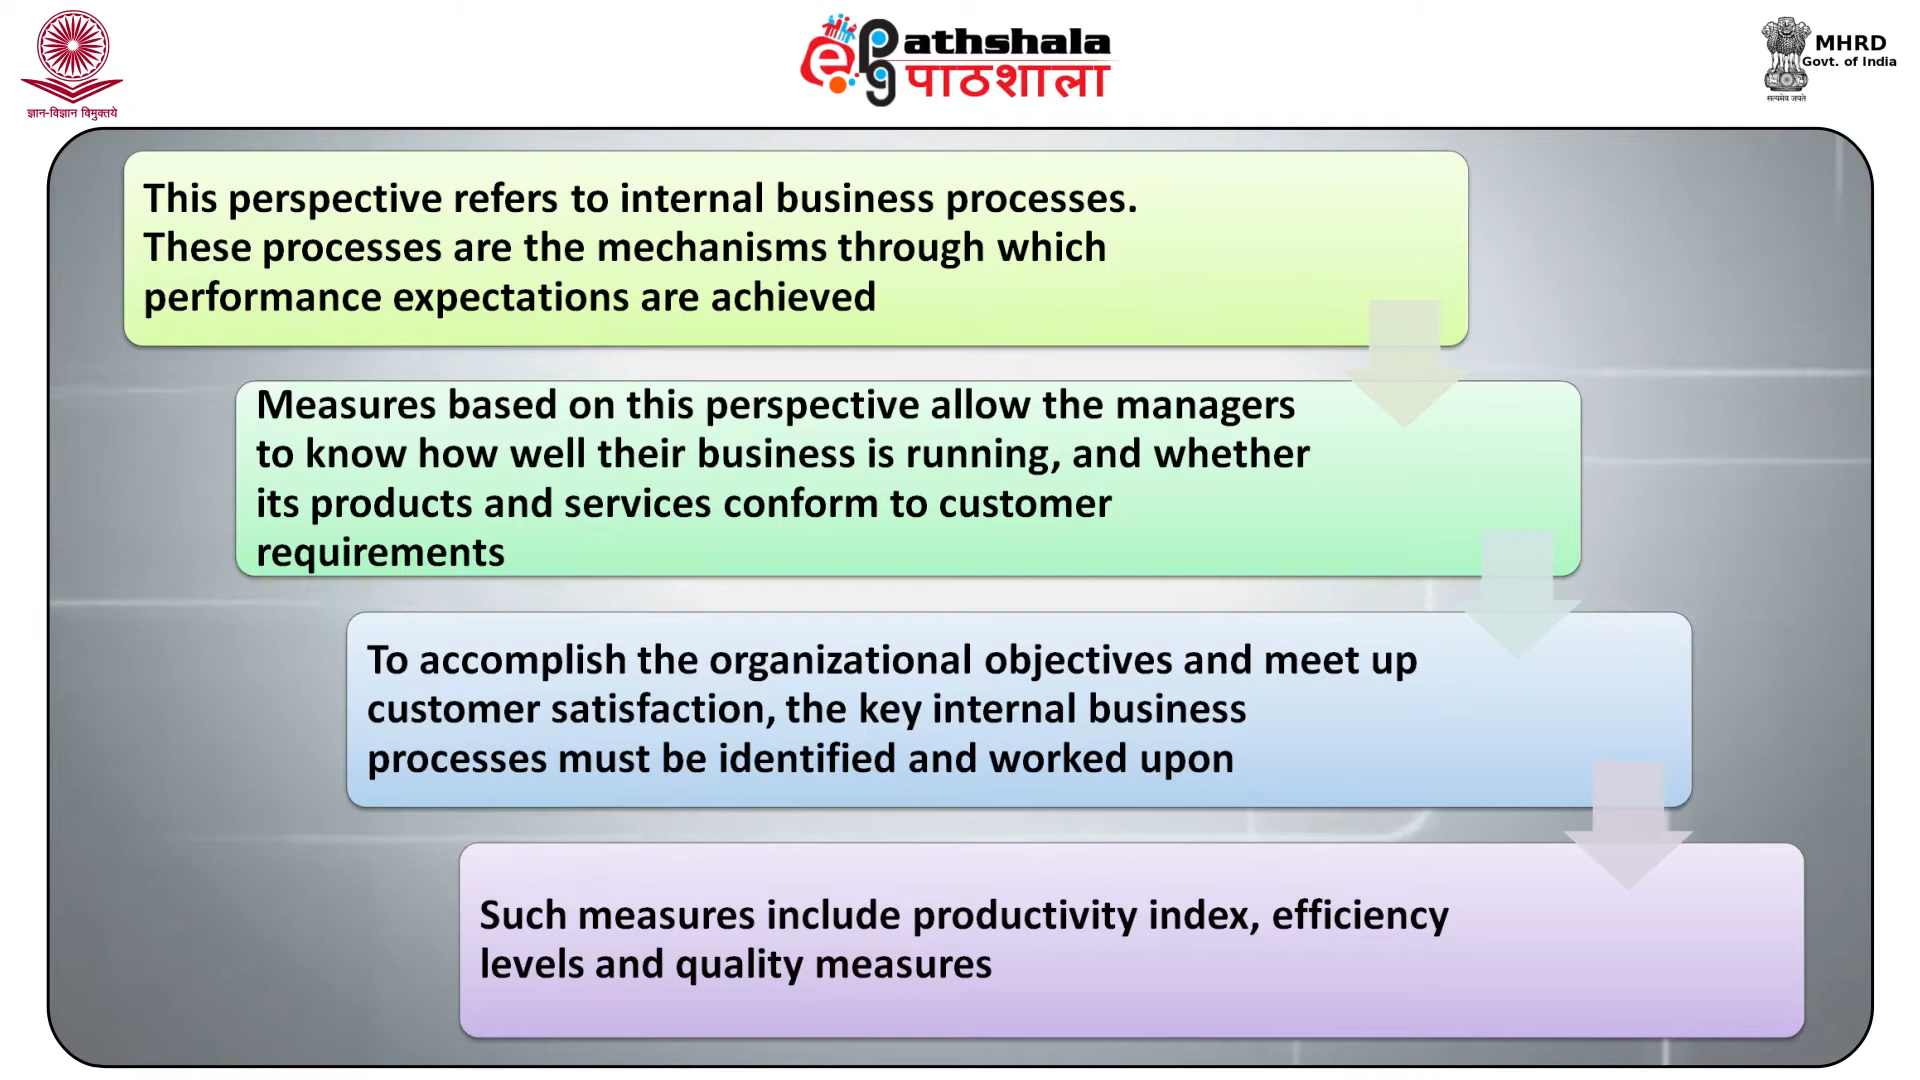 ज्ञान-विज्ञान विमुक्तये
ePg
athshala
पाठशाला
MHRD
Govt. of India
सत्यमेव जयते
This perspective refers to internal business processes.
These processes are the mechanisms through which
performance expectations are achieved
Measures based on this perspective allow the managers
to know how well their business is running, and whether
its products and services conform to customer
requirements
To accomplish the organizational objectives and meet up
customer satisfaction, the key internal business
processes must be identified and worked upon
Such measures include productivity index, efficiency
levels and quality measures